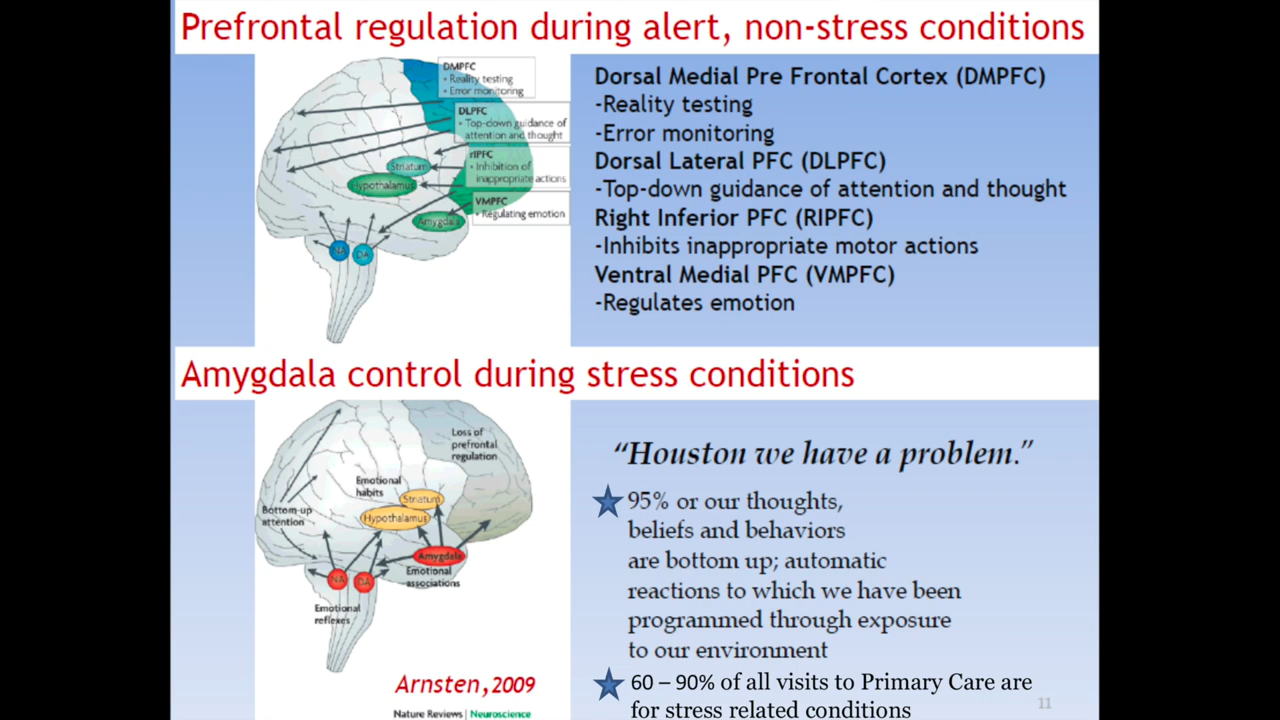 Prefrontal regulation during alert, non-stress conditions
DMPFC
• Reality testing
• Error monitoring
DLPFC
• Top-down guidance of
attention and thought
rIPFC
• Inhibition of
inappropriate actions
VMPFC
• Regulating emotion
Striatum
Hypothalamus
Amygdala
NA
DA
Dorsal Medial Pre Frontal Cortex (DMPFC)
-Reality testing
-Error monitoring
Dorsal Lateral PFC (DLPFC)
-Top-down guidance of attention and thought
Right Inferior PFC (RIPFC)
-Inhibits inappropriate motor actions
Ventral Medial PFC (VMPFC)
-Regulates emotion
Amygdala control during stress conditions
Loss of
prefrontal
regulation
Emotional
habits
Striatum
Hypothalamus
Bottom-up
attention
Amygdala
Emotional
associations
NA
DA
Emotional
reflexes
Arnsten,2009
Nature Reviews | Neuroscience
“Houston we have a problem.”
95% or our thoughts,
beliefs and behaviors
are bottom up; automatic
reactions to which we have been
programmed through exposure
to our environment
60 – 90% of all visits to Primary Care are
for stress related conditions
11